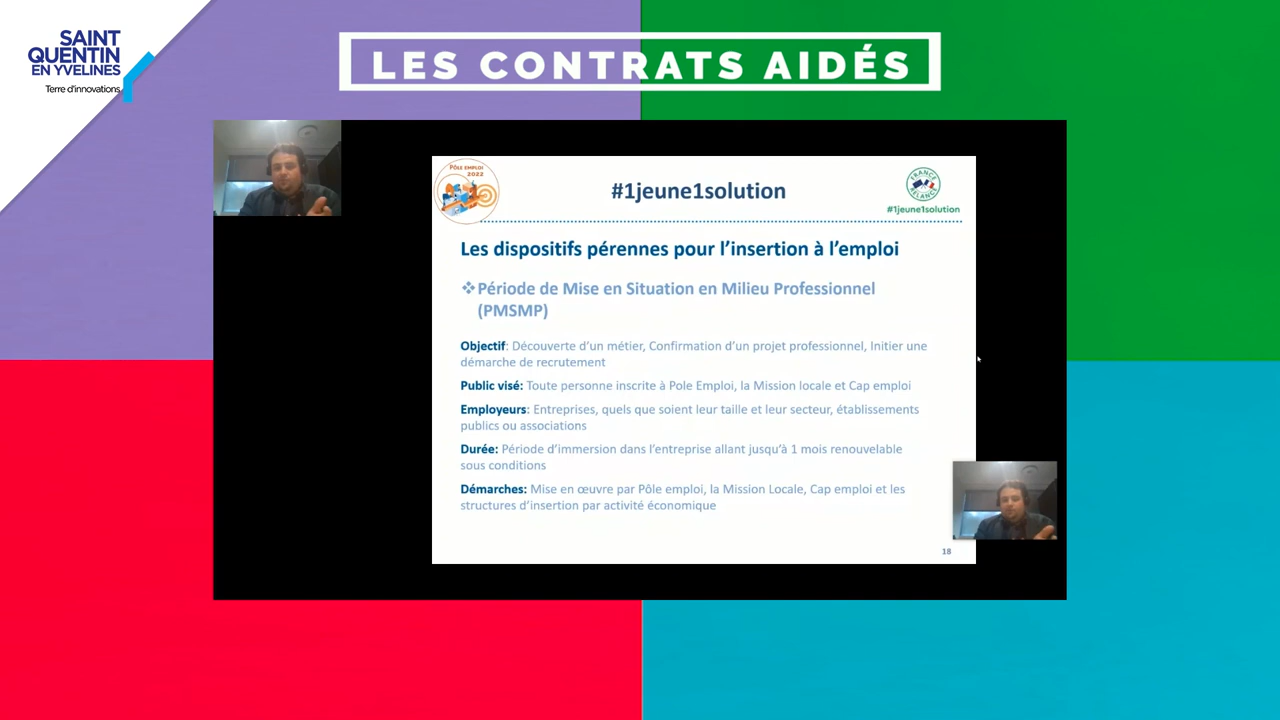 SAINT
QUENTIN
EN YVELINES
Terre d'innovations
LES CONTRATS AIDÉS
PÔLE EMPLOI
2022
#1jeune1solution
FRANCE
RELANCE
#1jeune1solution
Les dispositifs pérennes pour l’insertion à l’emploi
❖Période de Mise en Situation en Milieu Professionnel
(PMSMP)
Objectif: Découverte d’un métier, Confirmation d’un projet professionnel, Initier une
démarche de recrutement
Public visé: Toute personne inscrite à Pole Emploi, la Mission locale et Cap emploi
Employeurs: Entreprises, quels que soient leur taille et leur secteur, établissements
publics ou associations
Durée: Période d’immersion dans l’entreprise allant jusqu’à 1 mois renouvelable
sous conditions
Démarches: Mise en œuvre par Pôle emploi, la Mission Locale, Cap emploi et les
structures d’insertion par activité économique
18